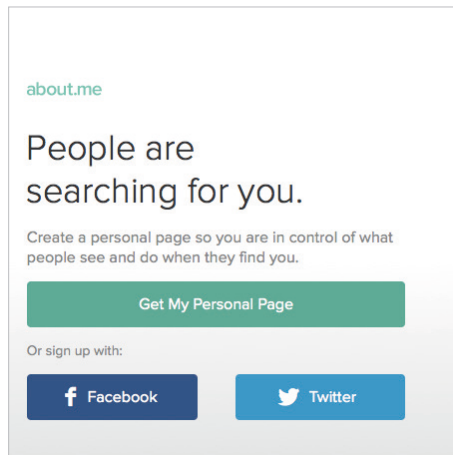 about.me
People are
searching for you.
Create a personal page so you are in control of what
people see and do when they find you.
Get My Personal Page
Or sign up with:
Facebook
Twitter